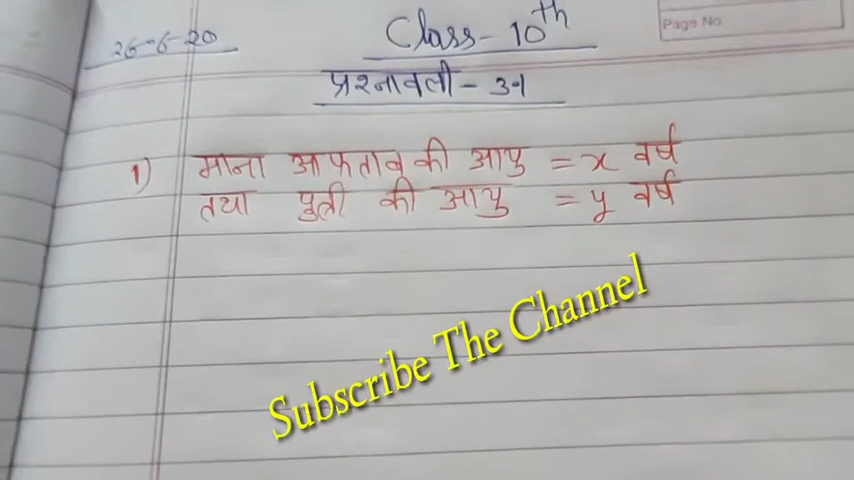 Page No.
26-6-20
Class - 10th
प्रश्नावली - 3.1
1) माना आफताब की आयु = x वर्ष
तथा पुत्री की आयु = y वर्ष
Subscribe The Channel